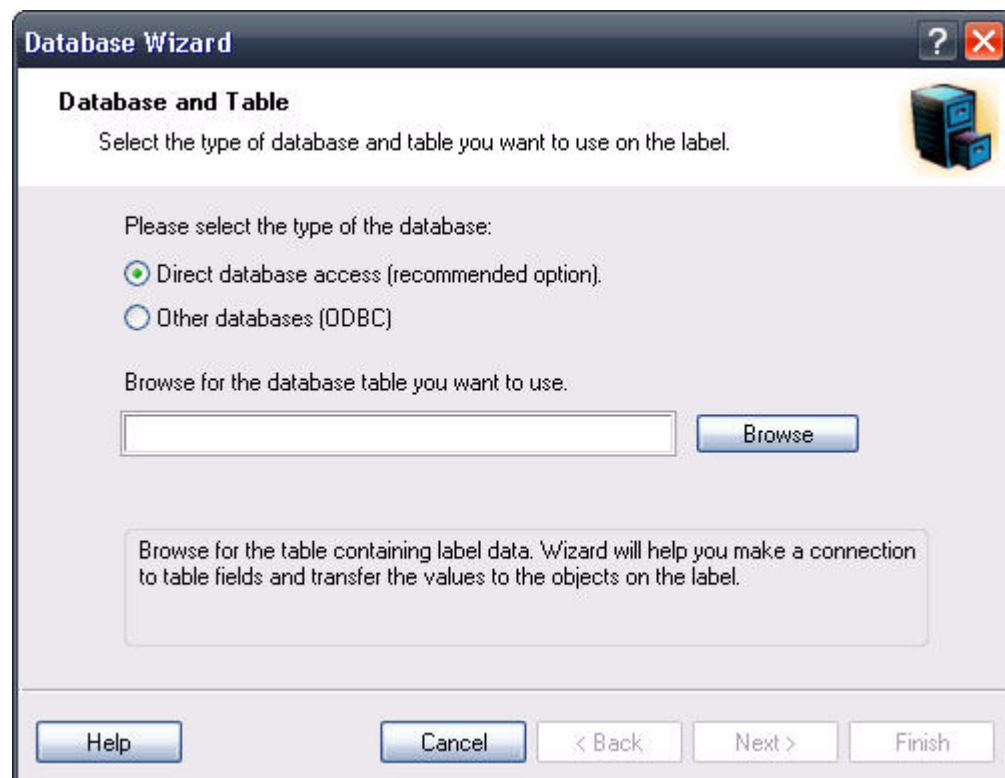 Database Wizard
?
Database and Table
Select the type of database and table you want to use on the label.
Please select the type of the database:
Direct database access (recommended option).
Other databases (ODBC)
Browse for the database table you want to use.
Browse
Browse for the table containing label data. Wizard will help you make a connection
to table fields and transfer the values to the objects on the label.
Help
Cancel
< Back
Next >
Finish